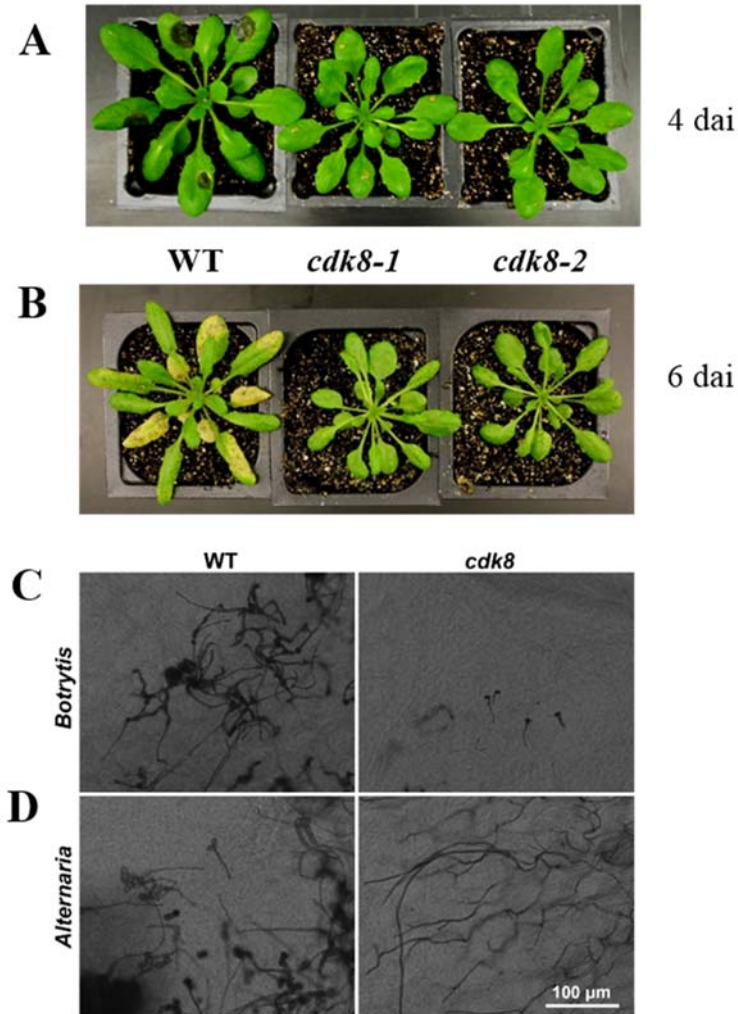 A
4 dai
WT cdk8-1 cdk8-2
B
6 dai
WT cdk8
C
Botrytis
D
Alternaria
100 µm